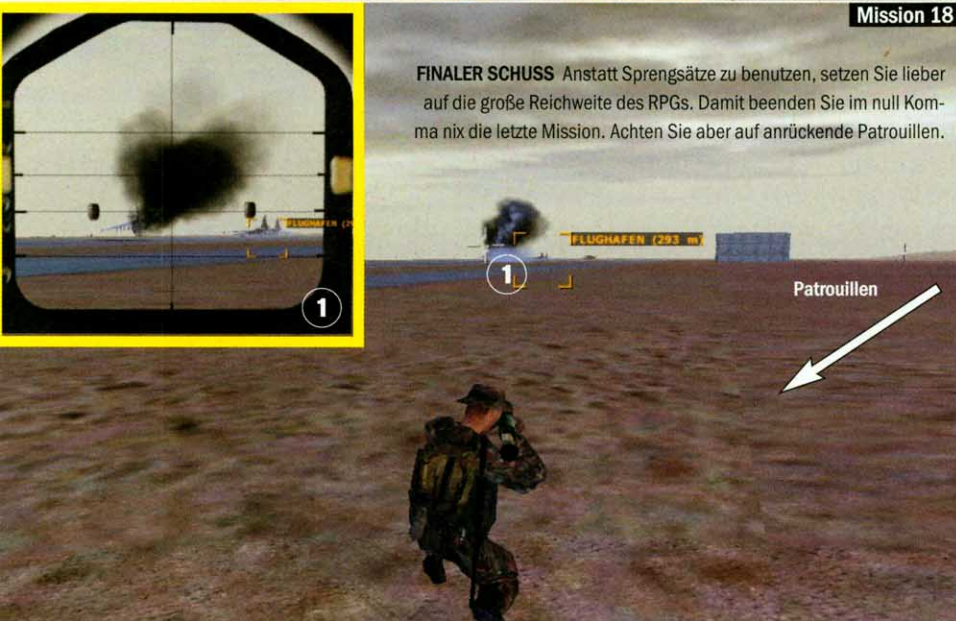 Mission 18
FINALER SCHUSS Anstatt Sprengsätze zu benutzen, setzen Sie lieber
auf die große Reichweite des RPGs. Damit beenden Sie im null Kom-
ma nix die letzte Mission. Achten Sie aber auf anrückende Patrouillen.
FLUGHAFEN (29
1
FLUGHAFEN (293 m)
1
Patrouillen